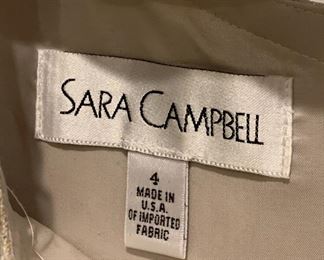 SARA CAMPBELL
4
MADE IN
U.S.A.
OF IMPORTED
FABRIC